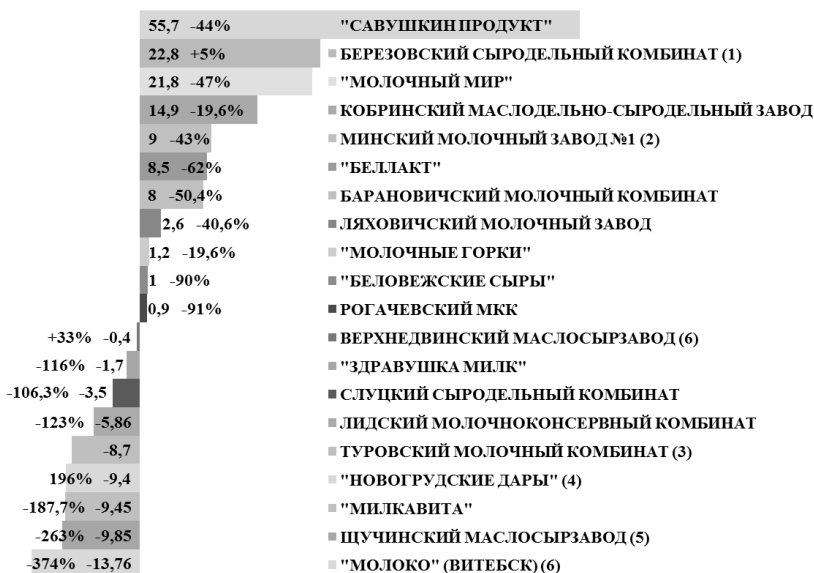 55,7 -44% "САВУШКИН ПРОДУКТ"
22,8 +5% БЕРЕЗОВСКИЙ СЫРОДЕЛЬНЫЙ КОМБИНАТ (1)
21,8 -47% "МОЛОЧНЫЙ МИР"
14,9 -19,6% КОБРИНСКИЙ МАСЛОДЕЛЬНО-СЫРОДЕЛЬНЫЙ ЗАВОД
9 -43% МИНСКИЙ МОЛОЧНЫЙ ЗАВОД №1 (2)
8,5 -62% "БЕЛЛАКТ"
8 -50,4% БАРАНОВИЧСКИЙ МОЛОЧНЫЙ КОМБИНАТ
2,6 -40,6% ЛЯХОВИЧСКИЙ МОЛОЧНЫЙ ЗАВОД
1,2 -19,6% "МОЛОЧНЫЕ ГОРКИ"
1 -90% "БЕЛОВЕЖСКИЕ СЫРЫ"
0,9 -91% РОГАЧЕВСКИЙ МКК
+33% -0,4 ВЕРХНЕДВИНСКИЙ МАСЛОСЫРЗАВОД (6)
-116% -1,7 "ЗДРАВУШКА МИЛК"
-106,3% -3,5 СЛУЦКИЙ СЫРОДЕЛЬНЫЙ КОМБИНАТ
-123% -5,86 ЛИДСКИЙ МОЛОЧНОКОНСЕРВНЫЙ КОМБИНАТ
-8,7 ТУРОВСКИЙ МОЛОЧНЫЙ КОМБИНАТ (3)
196% -9,4 "НОВОГРУДСКИЕ ДАРЫ" (4)
-187,7% -9,45 "МИЛКАВИТА"
-263% -9,85 ЩУЧИНСКИЙ МАСЛОСЫРЗАВОД (5)
-374% -13,76 "МОЛОКО" (ВИТЕБСК) (6)